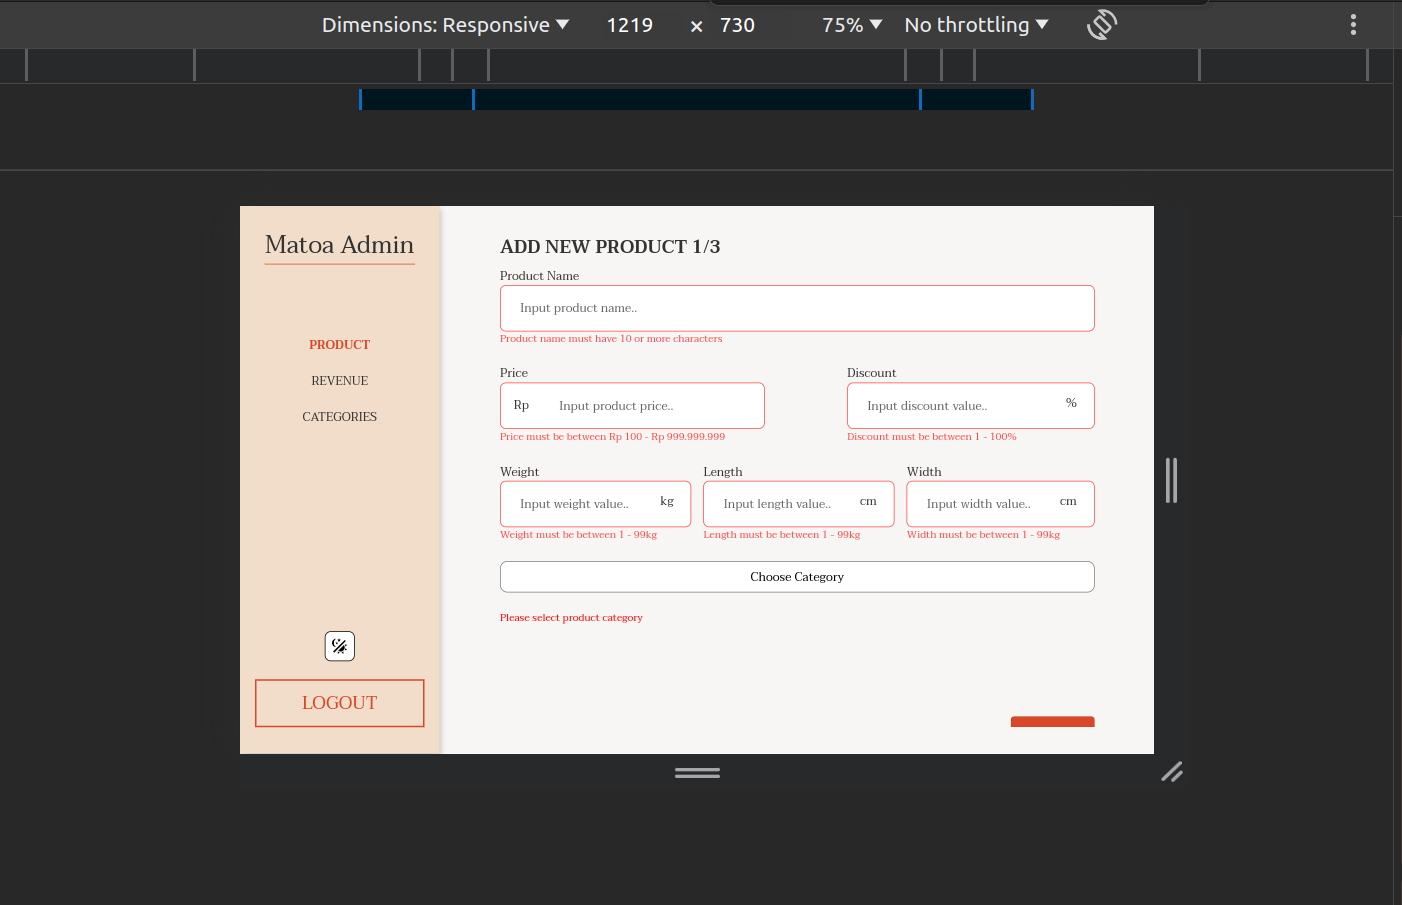 Dimensions: Responsive 1219 × 730 75% No throttling
Matoa Admin
PRODUCT
REVENUE
CATEGORIES
LOGOUT
ADD NEW PRODUCT 1/3
Product Name
Input product name..
Product name must have 10 or more characters
Price Discount
Rp Input product price.. Input discount value.. %
Price must be between Rp 100 - Rp 999.999.999 Discount must be between 1 - 100%
Weight Length Width
Input weight value.. kg Input length value.. cm Input width value.. cm
Weight must be between 1 - 99kg Length must be between 1 - 99kg Width must be between 1 - 99kg
Choose Category
Please select product category